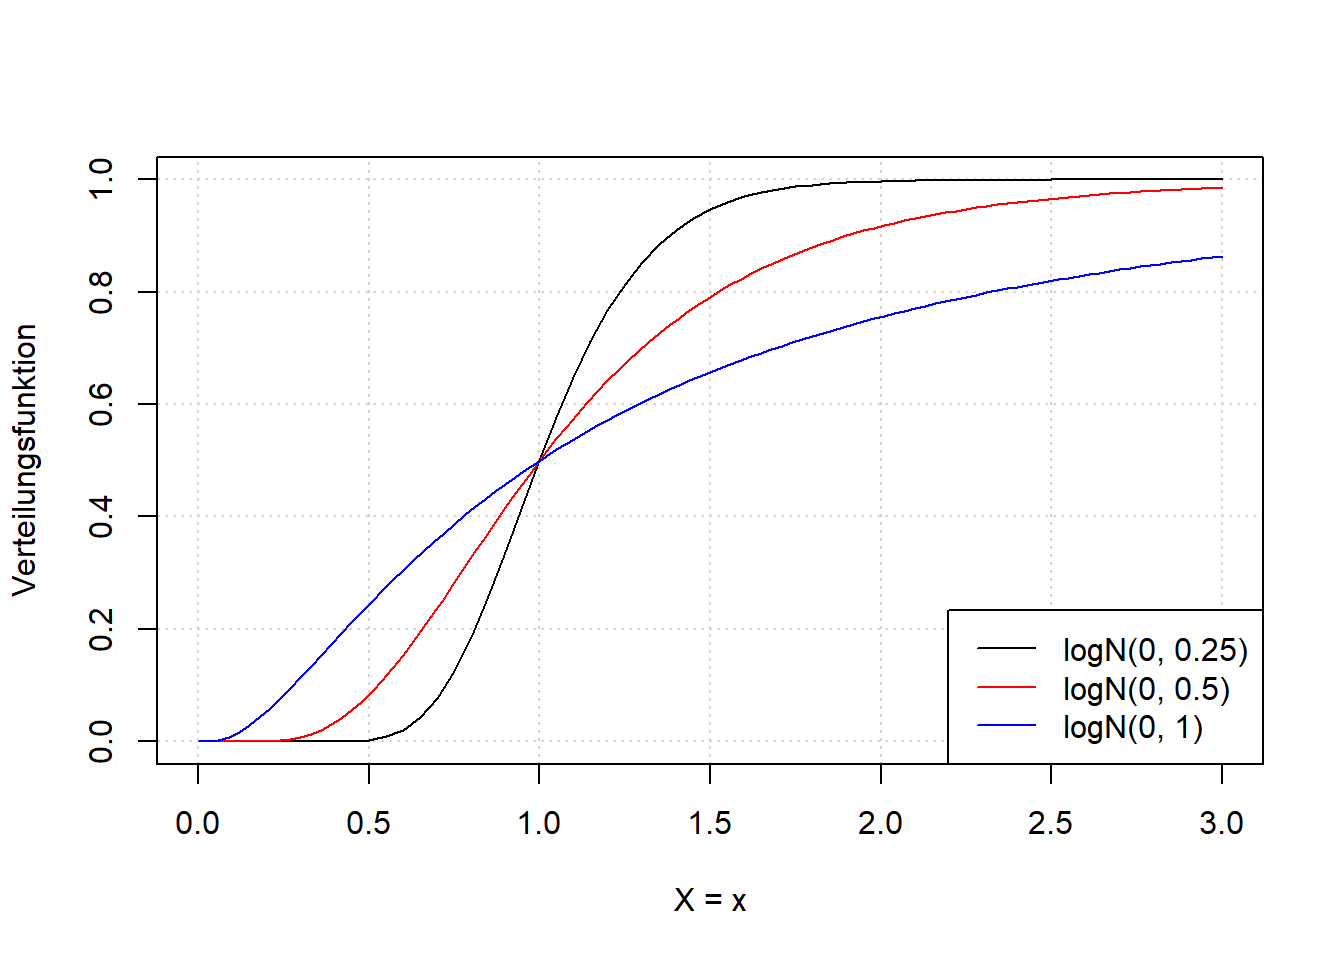 Verteilungsfunktion
1.0
0.8
0.6
0.4
0.2
0.0
0.0 0.5 1.0 1.5 2.0 2.5 3.0
X = x
logN(0, 0.25)
logN(0, 0.5)
logN(0, 1)